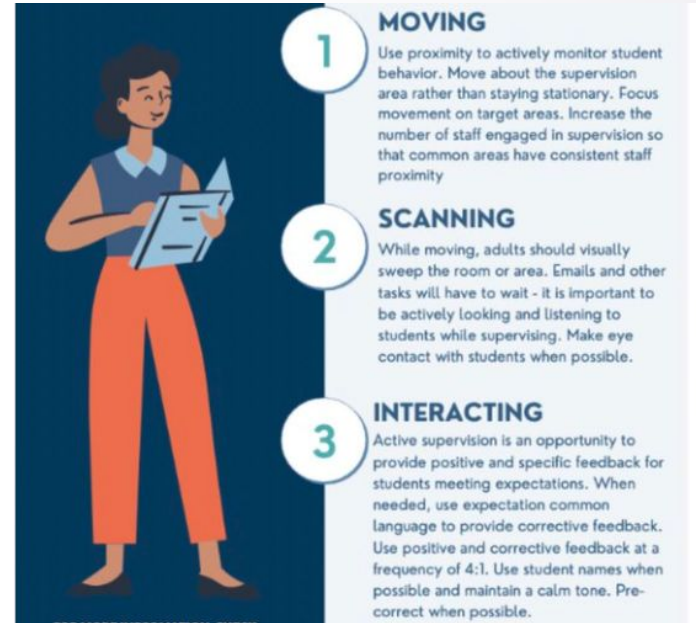 1
MOVING
Use proximity to actively monitor student
behavior. Move about the supervision
area rather than staying stationary. Focus
movement on target areas. Increase the
number of staff engaged in supervision so
that common areas have consistent staff
proximity
2
SCANNING
While moving, adults should visually
sweep the room or area. Emails and other
tasks will have to wait - it is important to
be actively looking and listening to
students while supervising. Make eye
contact with students when possible.
3
INTERACTING
Active supervision is an opportunity to
provide positive and specific feedback for
students meeting expectations. When
needed, use expectation common
language to provide corrective feedback.
Use positive and corrective feedback at a
frequency of 4:1. Use student names when
possible and maintain a calm tone. Pre-
correct when possible.